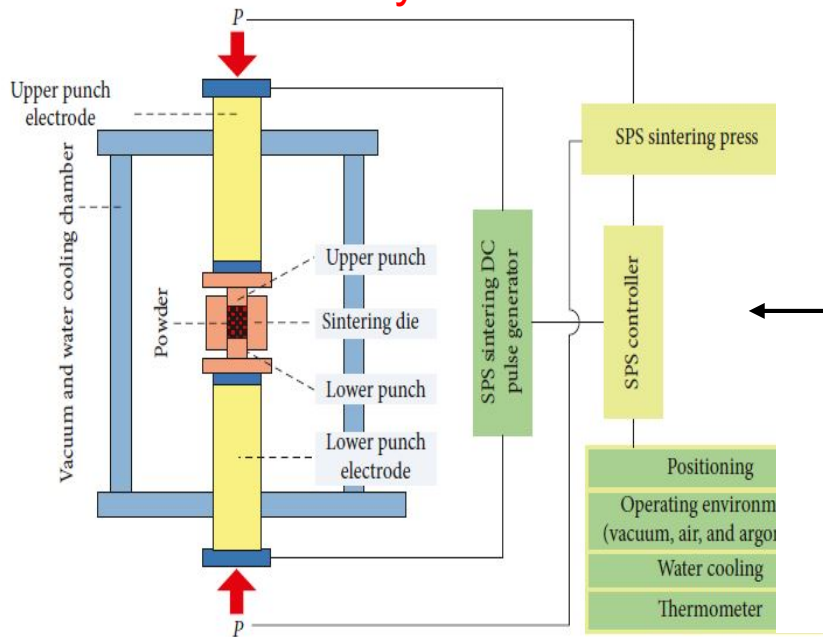 y
P
Upper punch
electrode
SPS sintering press
Vacuum and water cooling chamber
Upper punch
Powder
Sintering die
SPS sintering DC
pulse generator
SPS controller
Lower punch
Lower punch
electrode
Positioning
Operating environm
(vacuum, air, and argo
Water cooling
Thermometer
P